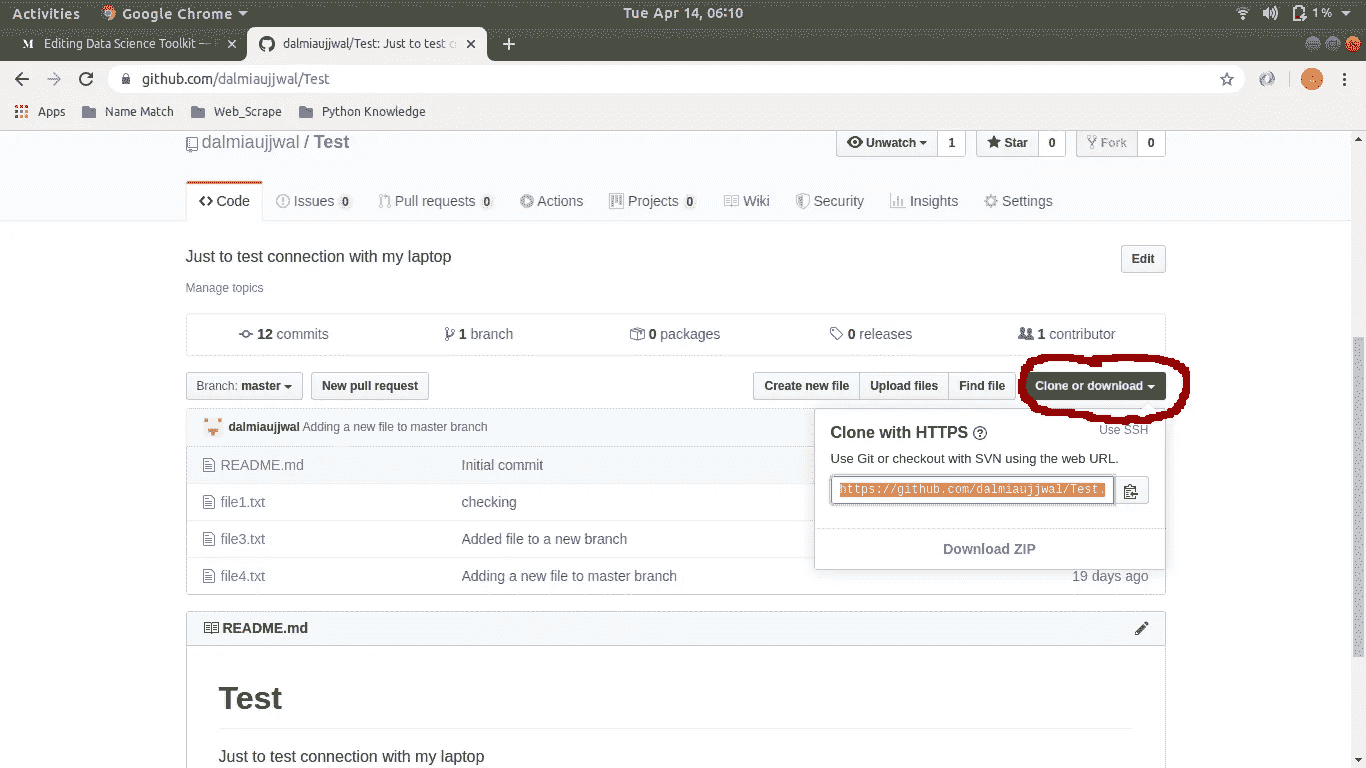 Activities Google Chrome Tue Apr 14, 06:10 1%
M Editing Data Science Toolkit — dalmiaujjwal/Test: Just to test c
github.com/dalmiaujjwal/Test
Apps Name Match Web_Scrape Python Knowledge
dalmiaujjwal / Test Unwatch 1 Star 0 Fork 0
Code Issues 0 Pull requests 0 Actions Projects 0 Wiki Security Insights Settings
Just to test connection with my laptop Edit
Manage topics
12 commits 1 branch 0 packages 0 releases 1 contributor
Branch: master New pull request Create new file Upload files Find file Clone or download
dalmiaujjwal Adding a new file to master branch
Clone with HTTPS Use SSH
Use Git or checkout with SVN using the web URL.
https://github.com/dalmiaujjwal/Test.
Download ZIP
README.md Initial commit
file1.txt checking
file3.txt Added file to a new branch
file4.txt Adding a new file to master branch 19 days ago
README.md
Test
Just to test connection with my laptop